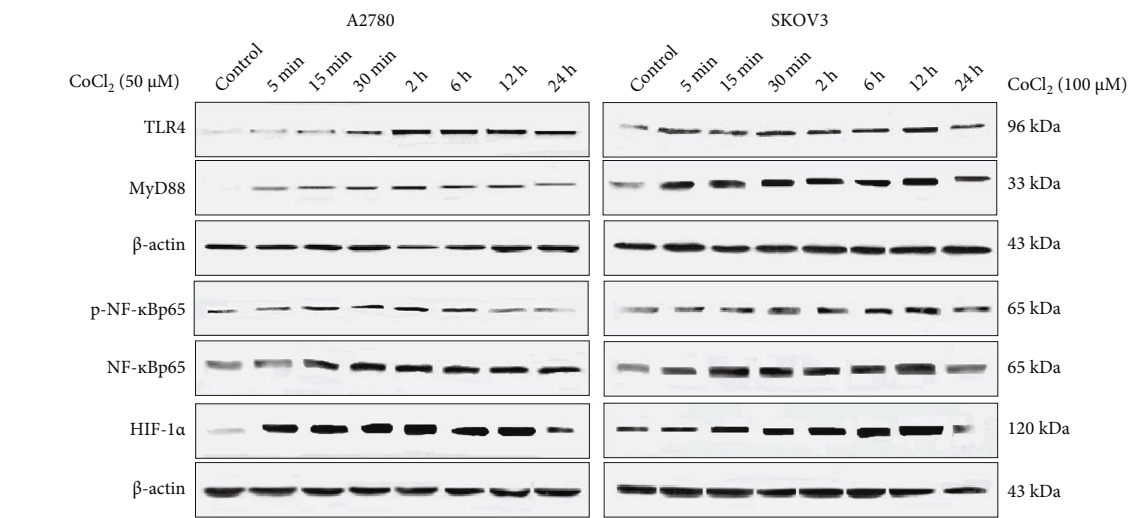 A2780 SKOV3
CoCl₂ (50 μM) Control 5 min 15 min 30 min 2 h 6 h 12 h 24 h Control 5 min 15 min 30 min 2 h 6 h 12 h 24 h CoCl₂ (100 μM)
TLR4 96 kDa
MyD88 33 kDa
β-actin 43 kDa
p-NF-κBp65 65 kDa
NF-κBp65 65 kDa
HIF-1α 120 kDa
β-actin 43 kDa